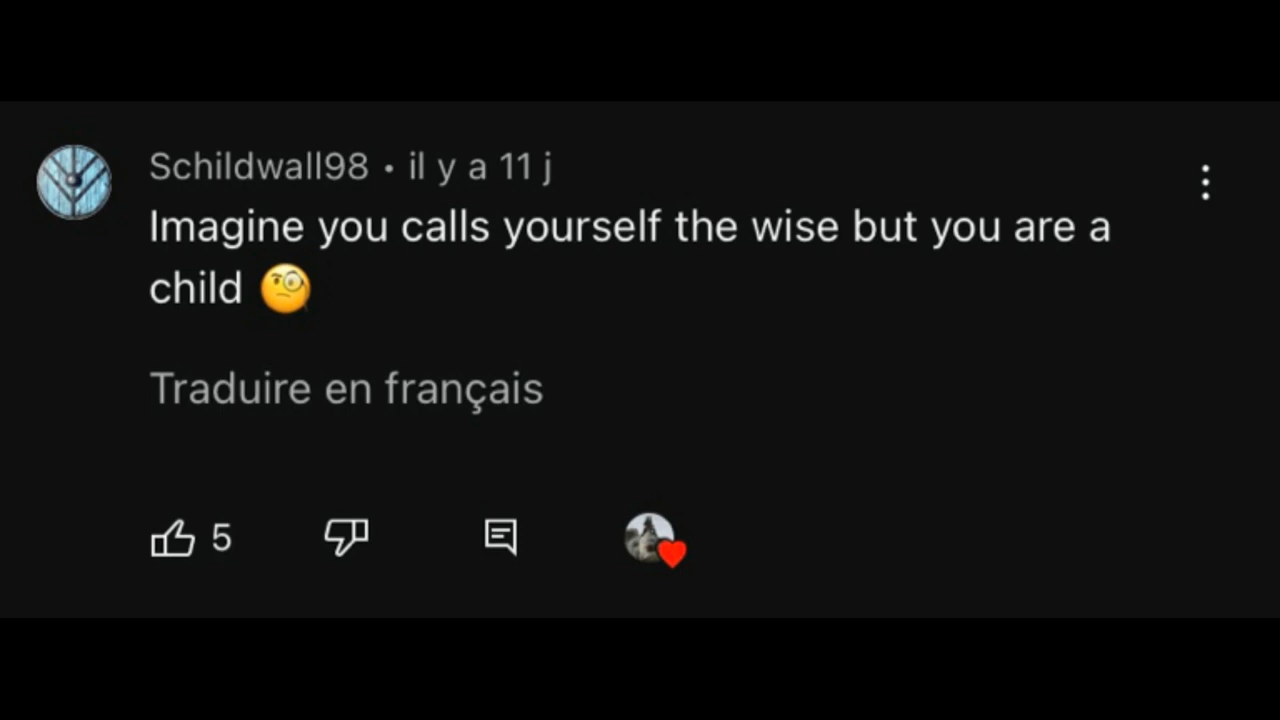 Schildwall98 • il y a 11 j
Imagine you calls yourself the wise but you are a
child 🧐
Traduire en français
5